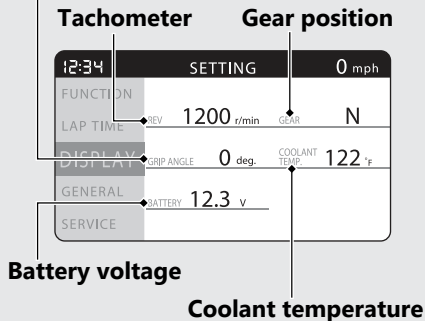 Tachometer Gear position
12:34 SETTING 0 mph
FUNCTION
LAP TIME REV 1200 r/min GEAR N
DISPLAY GRIP ANGLE 0 deg. COOLANT TEMP. 122 °F
GENERAL BATTERY 12.3 V
SERVICE
Battery voltage
Coolant temperature